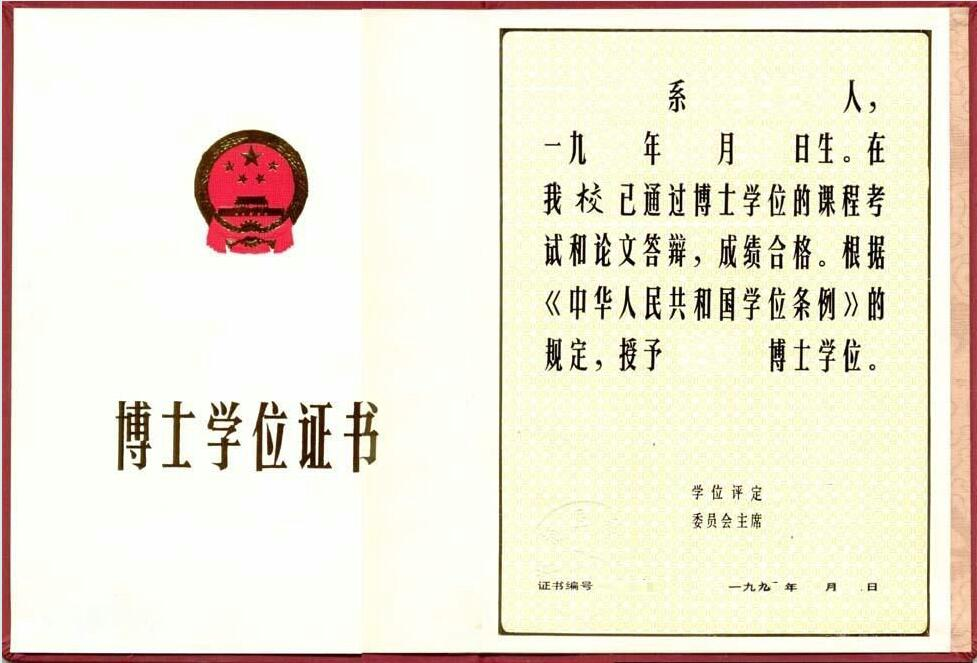 博士学位证书
系 人，
一九 年 月 日生。在
我校已通过博士学位的课程考
试和论文答辩，成绩合格。根据
《中华人民共和国学位条例》的
规定，授予 博士学位。
学位评定
委员会主席
证书编号 一九九 年 月 日